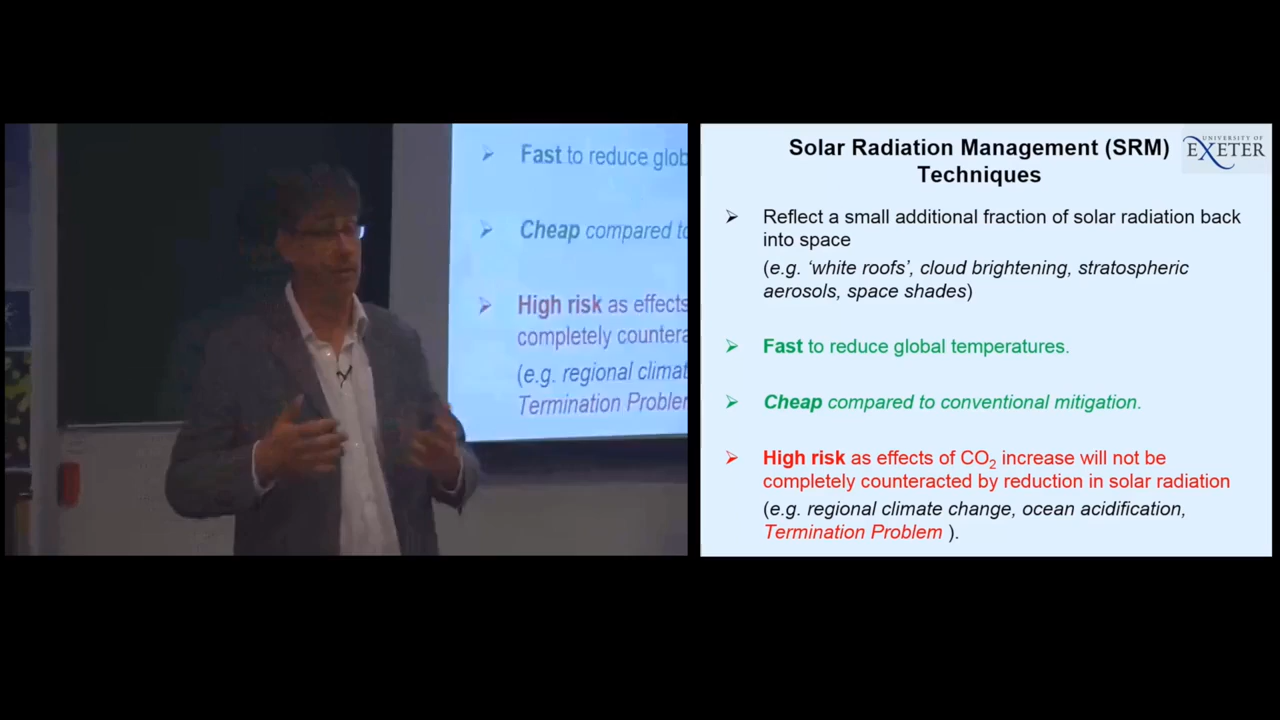 Fast to reduce glob
Cheap compared to
High risk as effects
completely countera
(e.g. regional climat
Termination Problem
Solar Radiation Management (SRM)
Techniques
UNIVERSITY OF
EXETER
➢ Reflect a small additional fraction of solar radiation back
into space
(e.g. ‘white roofs’, cloud brightening, stratospheric
aerosols, space shades)
➢ Fast to reduce global temperatures.
➢ Cheap compared to conventional mitigation.
➢ High risk as effects of CO₂ increase will not be
completely counteracted by reduction in solar radiation
(e.g. regional climate change, ocean acidification,
Termination Problem ).